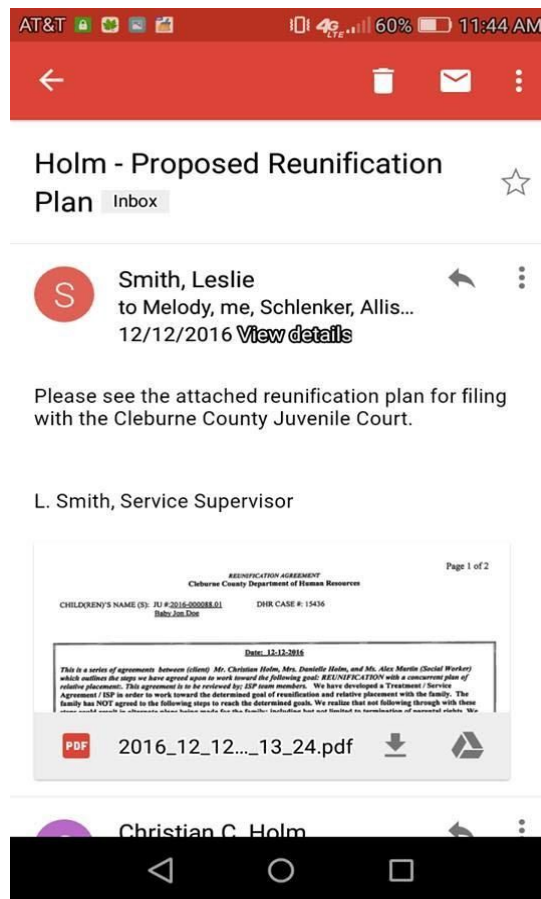 AT&T 4G LTE 60% 11:44 AM
Holm - Proposed Reunification
Plan Inbox
S
Smith, Leslie
to Melody, me, Schlenker, Allis...
12/12/2016 View details
Please see the attached reunification plan for filing
with the Cleburne County Juvenile Court.
L. Smith, Service Supervisor
Page 1 of 2
REUNIFICATION AGREEMENT
Cleburne County Department of Human Resources
CHILD(REN)'S NAME (S): JU #:2016-000088.01 DHR CASE #: 15436
Baby Jon Doe
Date: 12-12-2016
This is a series of agreements between (client) Mr. Christian Holm, Mrs. Danielle Holm, and Ms. Alex Martin (Social Worker)
which outlines the steps we have agreed upon to work toward the following goal: REUNIFICATION with a concurrent plan of
relative placement. This agreement is to be reviewed by: ISP team members. We have developed a Treatment / Service
Agreement / ISP in order to work toward the determined goal of reunification and relative placement with the family. The
family has NOT agreed to the following steps to reach the determined goals. We realize that not following through with these
steps could result in alternate plans being made for the family; including but not limited to termination of parental rights. We
PDF 2016_12_12..._13_24.pdf
Christian C. Holm